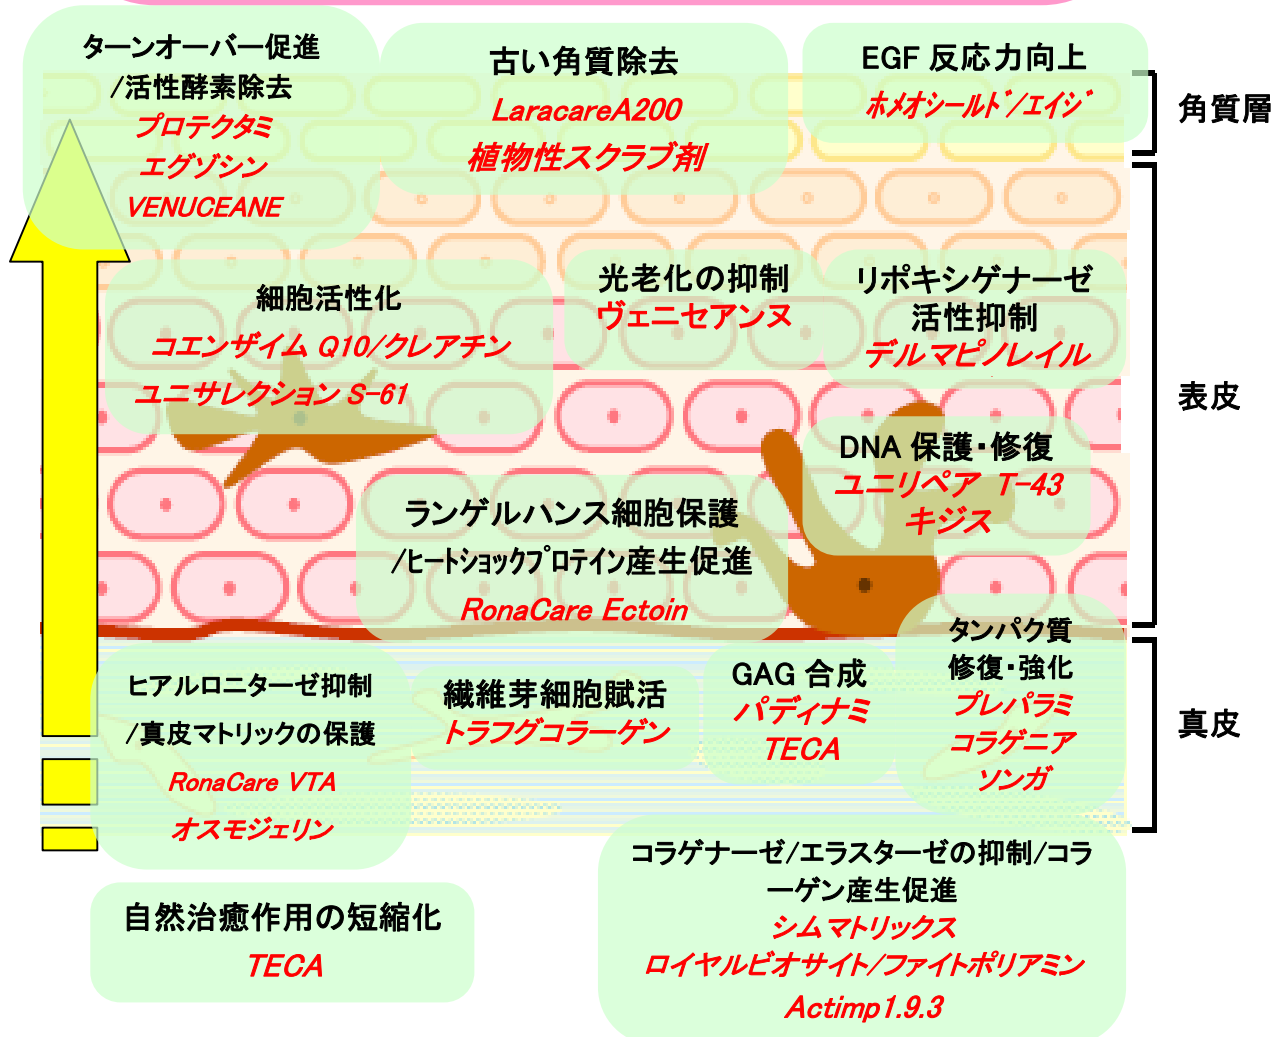 ターンオーバー促進
/活性酵素除去
プロテクタミ
エグゾシン
VENUCEANE
古い角質除去
LaracareA200
植物性スクラブ剤
EGF 反応力向上
ホメオシールド/エイジ
角質層
細胞活性化
コエンザイム Q10/クレアチン
ユニサレクション S-61
光老化の抑制
ヴェニセアンヌ
リポキシゲナーゼ
活性抑制
デルマピノレイル
表皮
DNA 保護・修復
ユニリペア T-43
キジス
ランゲルハンス細胞保護
/ヒートショックプロテイン産生促進
RonaCare Ectoin
ヒアルロニターゼ抑制
/真皮マトリックの保護
RonaCare VTA
オスモジェリン
繊維芽細胞賦活
トラフグコラーゲン
GAG 合成
パディナミ
TECA
タンパク質
修復・強化
プレパラミ
コラゲニア
ソンガ
真皮
自然治癒作用の短縮化
TECA
コラゲナーゼ/エラスターゼの抑制/コラ
ーゲン産生促進
シムマトリックス
ロイヤルビオサイト/ファイトポリアミン
Actimp1.9.3